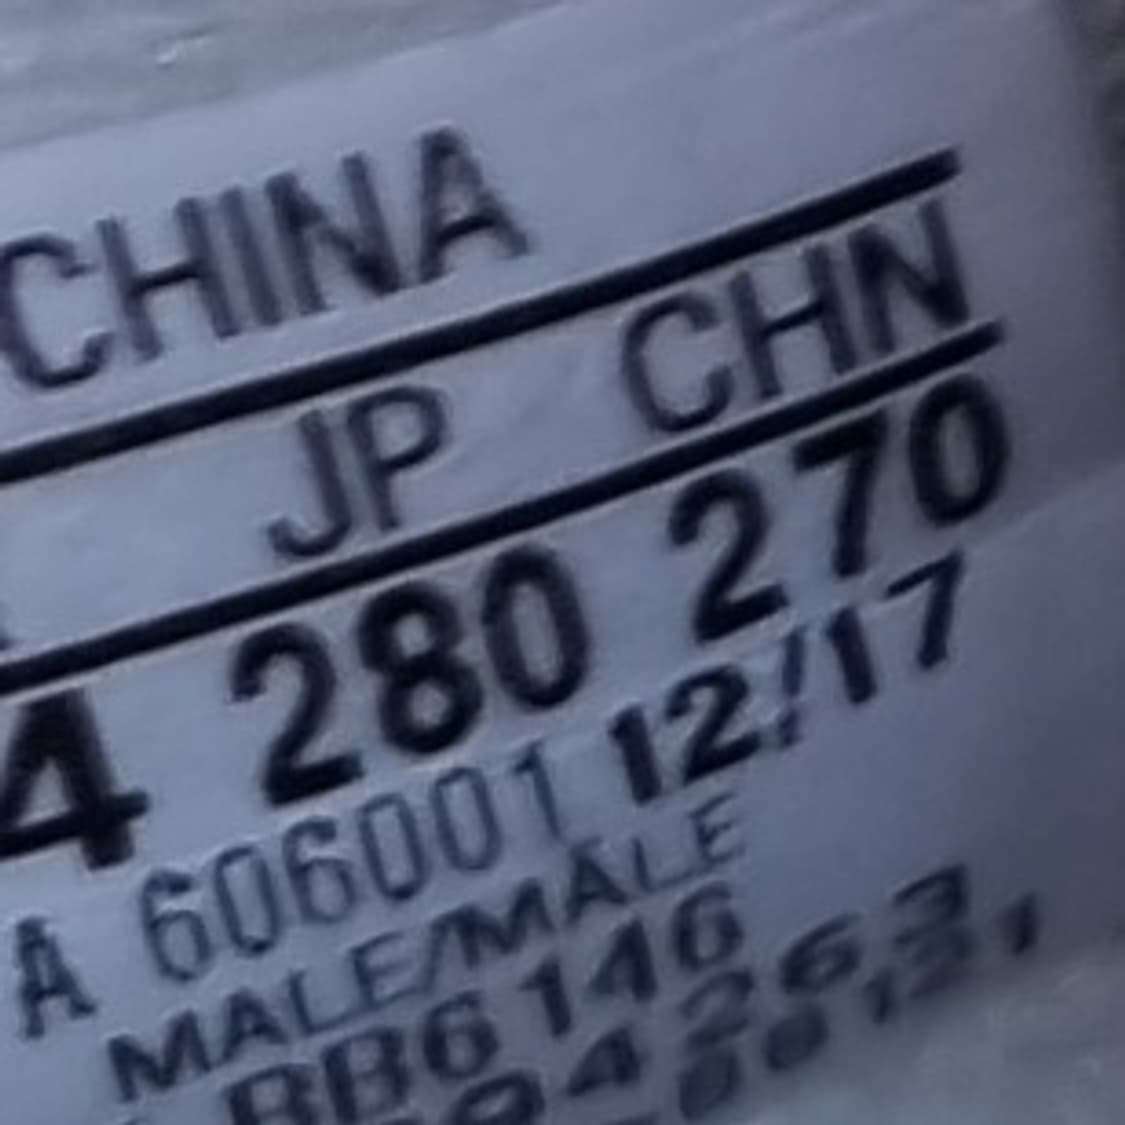 CHINA
JP CHN
4 280 270
A 606001 12/17
MALE/MALE
BB6146